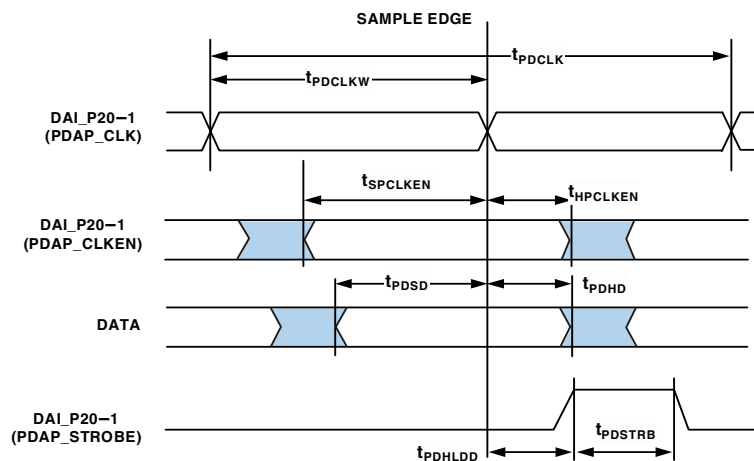 SAMPLE EDGE
tPDCLK
tPDCLKW
DAI_P20–1
(PDAP_CLK)
tSPCLKEN
tHPCLKEN
DAI_P20–1
(PDAP_CLKEN)
tPDSD
tPDHD
DATA
DAI_P20–1
(PDAP_STROBE)
tPDHLDD
tPDSTRB